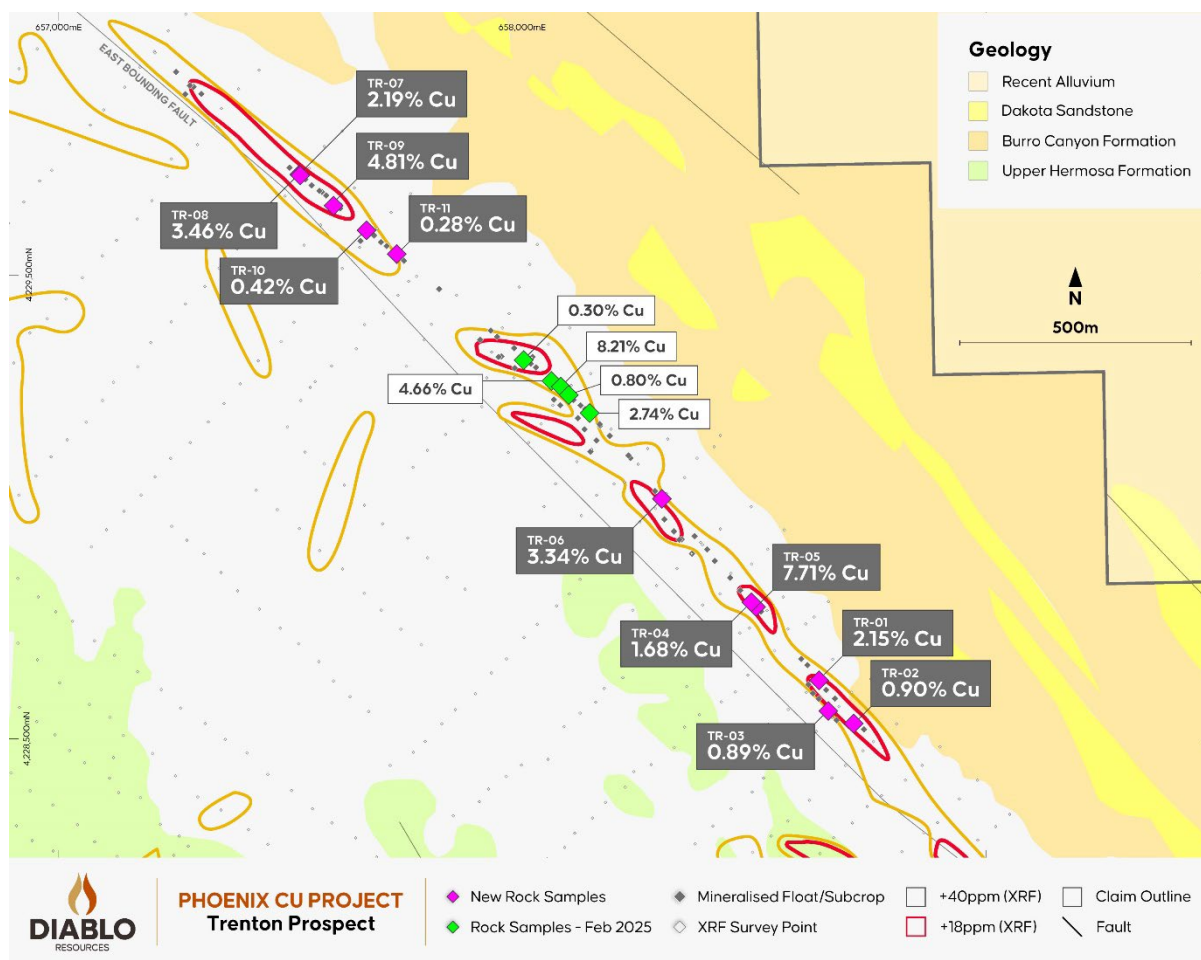 657,000mE
658,000mE
4,229,500mN
4,228,500mN
EAST BOUNDING FAULT
TR-07
2.19% Cu
TR-09
4.81% Cu
TR-08
3.46% Cu
TR-11
0.28% Cu
TR-10
0.42% Cu
0.30% Cu
8.21% Cu
4.66% Cu
0.80% Cu
2.74% Cu
TR-06
3.34% Cu
TR-05
7.71% Cu
TR-04
1.68% Cu
TR-01
2.15% Cu
TR-02
0.90% Cu
TR-03
0.89% Cu
Geology
Recent Alluvium
Dakota Sandstone
Burro Canyon Formation
Upper Hermosa Formation
N
500m
DIABLO
RESOURCES
PHOENIX CU PROJECT
Trenton Prospect
New Rock Samples
Rock Samples - Feb 2025
Mineralised Float/Subcrop
XRF Survey Point
+40ppm (XRF)
+18ppm (XRF)
Claim Outline
Fault